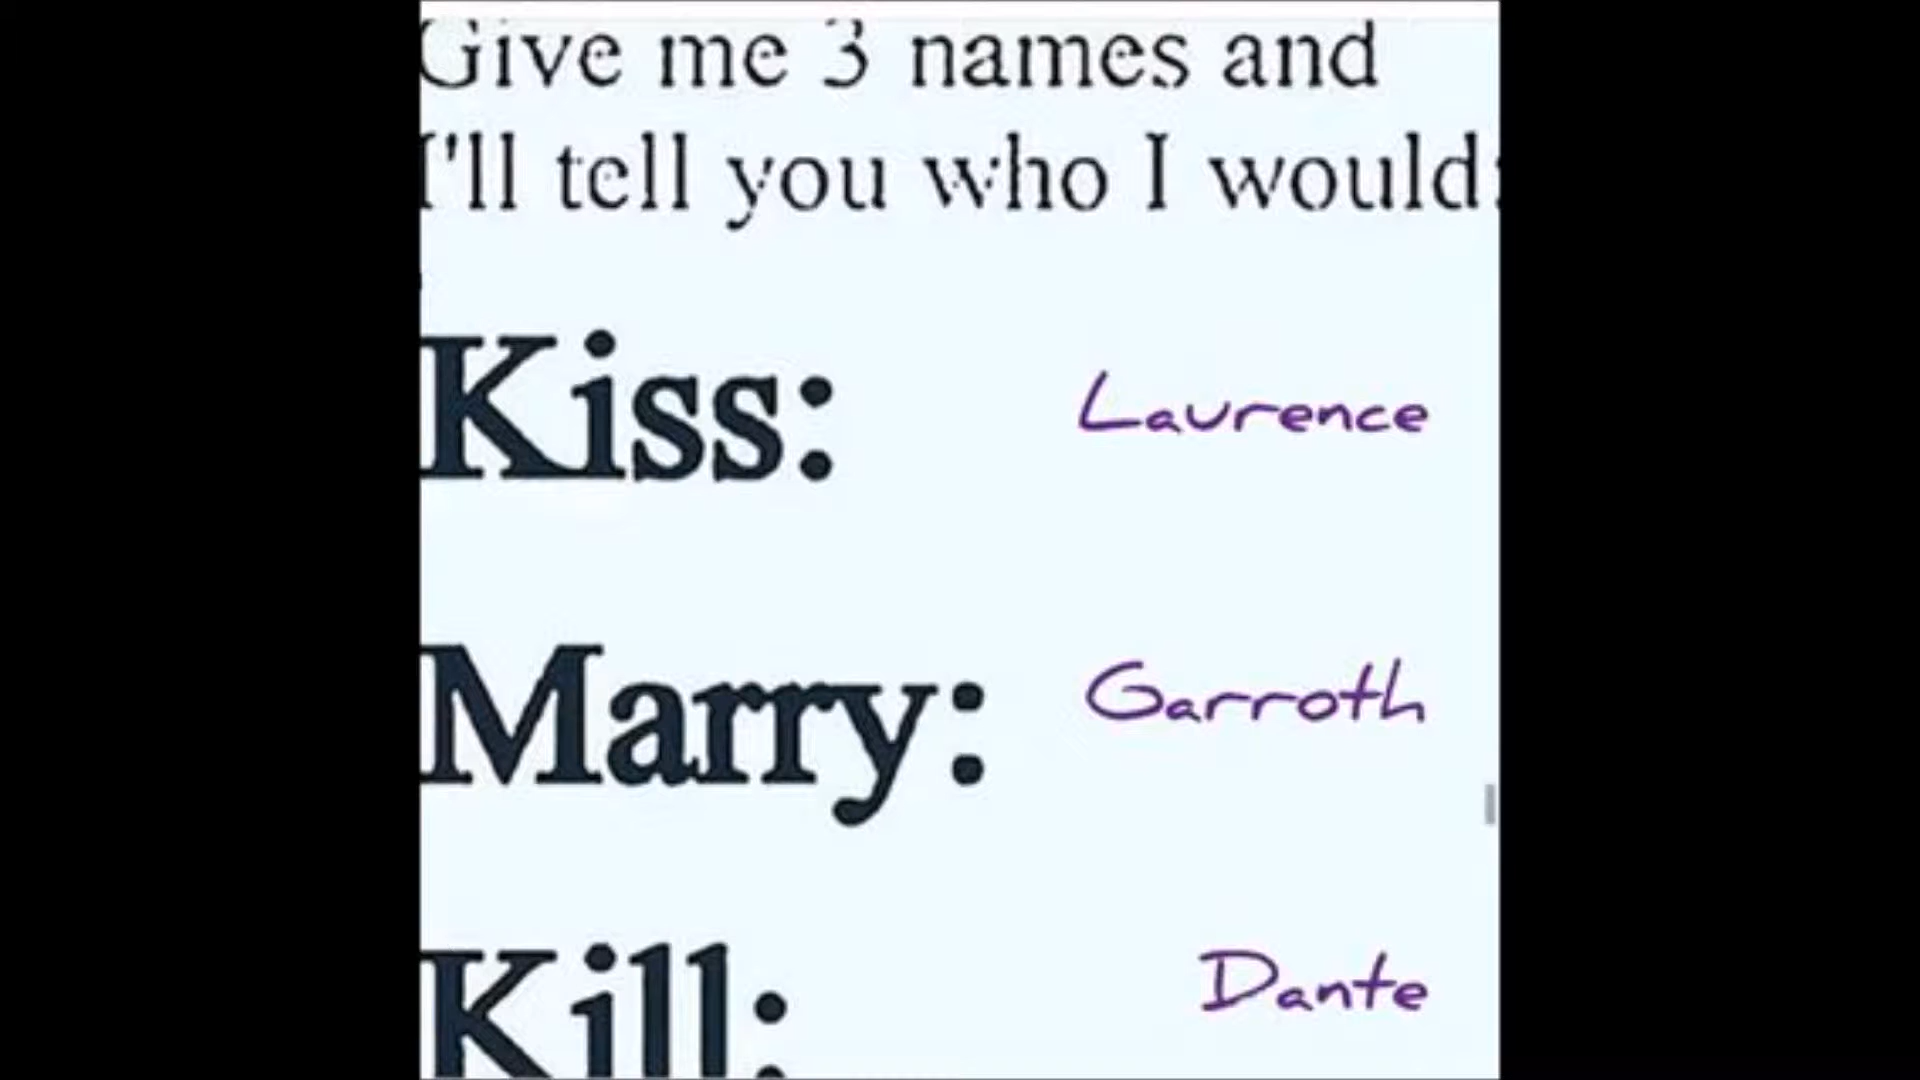 Give me 3 names and
I'll tell you who I would:
Kiss: Laurence
Marry: Garroth
Kill: Dante